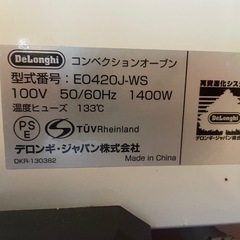 DeLonghi コンベクションオーブン
型式番号：EO420J-WS
100V 50/60Hz 1400W
温度ヒューズ 133℃
PSE TÜVRheinland
デロンギ・ジャパン株式会社
DKR-130382 Made in China
DeLonghi